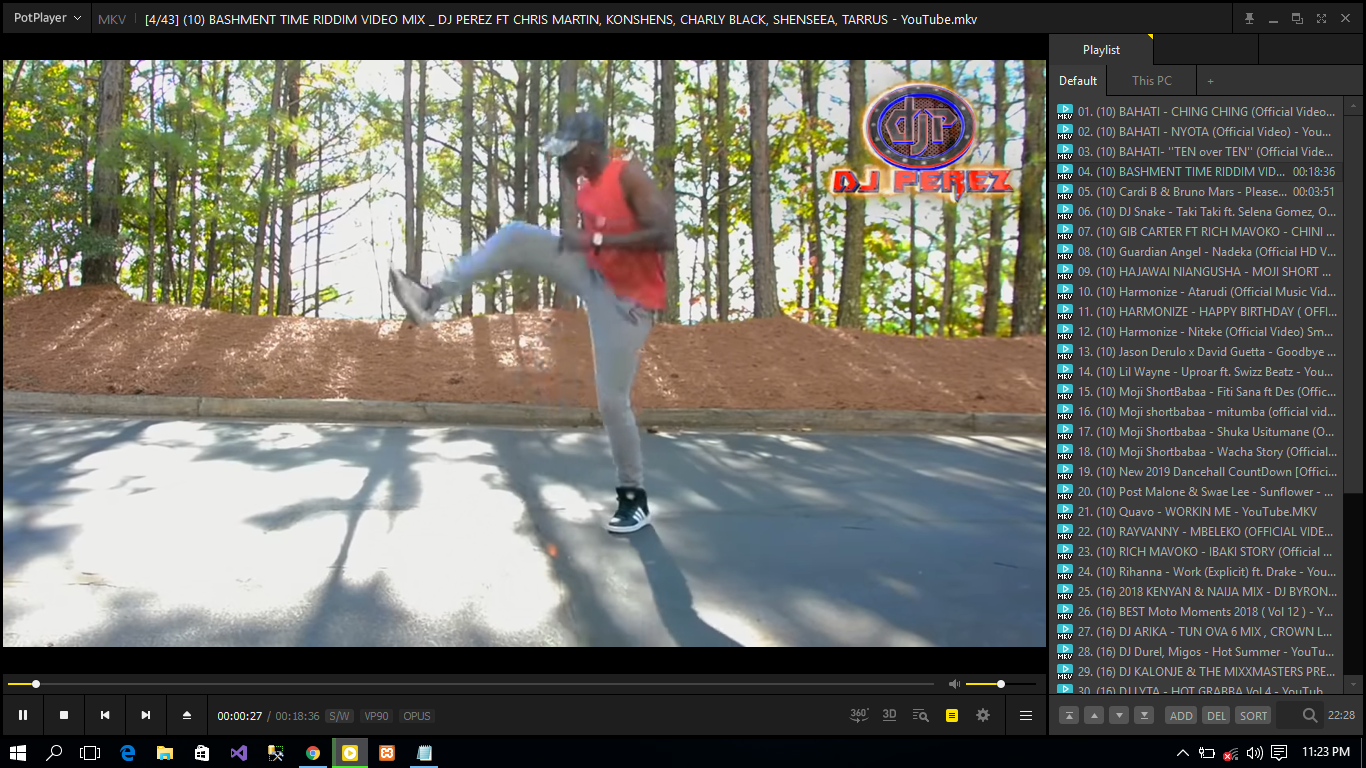 PotPlayer
MKV
[4/43] (10) BASHMENT TIME RIDDIM VIDEO MIX _ DJ PEREZ FT CHRIS MARTIN, KONSHENS, CHARLY BLACK, SHENSEEA, TARRUS - YouTube.mkv
DJP
DJ PEREZ
Playlist
Default
This PC
+
01. (10) BAHATI - CHING CHING (Official Video...
02. (10) BAHATI - NYOTA (Official Video) - You...
03. (10) BAHATI- ''TEN over TEN'' (Official Vide...
04. (10) BASHMENT TIME RIDDIM VID... 00:18:36
05. (10) Cardi B & Bruno Mars - Please... 00:03:51
06. (10) DJ Snake - Taki Taki ft. Selena Gomez, O...
07. (10) GIB CARTER FT RICH MAVOKO - CHINI ...
08. (10) Guardian Angel - Nadeka (Official HD V...
09. (10) HAJAWAI NIANGUSHA - MOJI SHORT ...
10. (10) Harmonize - Atarudi (Official Music Vid...
11. (10) HARMONIZE - HAPPY BIRTHDAY ( OFFI...
12. (10) Harmonize - Niteke (Official Video) Sm...
13. (10) Jason Derulo x David Guetta - Goodbye ...
14. (10) Lil Wayne - Uproar ft. Swizz Beatz - You...
15. (10) Moji ShortBabaa - Fiti Sana ft Des (Offic...
16. (10) Moji shortbabaa - mitumba (official vid...
17. (10) Moji Shortbabaa - Shuka Usitumane (O...
18. (10) Moji Shortbabaa - Wacha Story (Official...
19. (10) New 2019 Dancehall CountDown [Offici...
20. (10) Post Malone & Swae Lee - Sunflower - ...
21. (10) Quavo - WORKIN ME - YouTube.MKV
22. (10) RAYVANNY - MBELEKO (OFFICIAL VIDE...
23. (10) RICH MAVOKO - IBAKI STORY (Official ...
24. (10) Rihanna - Work (Explicit) ft. Drake - You...
25. (16) 2018 KENYAN & NAIJA MIX - DJ BYRON...
26. (16) BEST Moto Moments 2018 ( Vol 12 ) - Y...
27. (16) DJ ARIKA - TUN OVA 6 MIX , CROWN L...
28. (16) DJ Durel, Migos - Hot Summer - YouTu...
29. (16) DJ KALONJE & THE MIXXMASTERS PRE...
30. (16) DJ LYTA - HOT GRABBA Vol 4 - YouTub...
00:00:27 / 00:18:36 S/W VP90 OPUS
360° 3D
ADD DEL SORT 22:28
11:23 PM